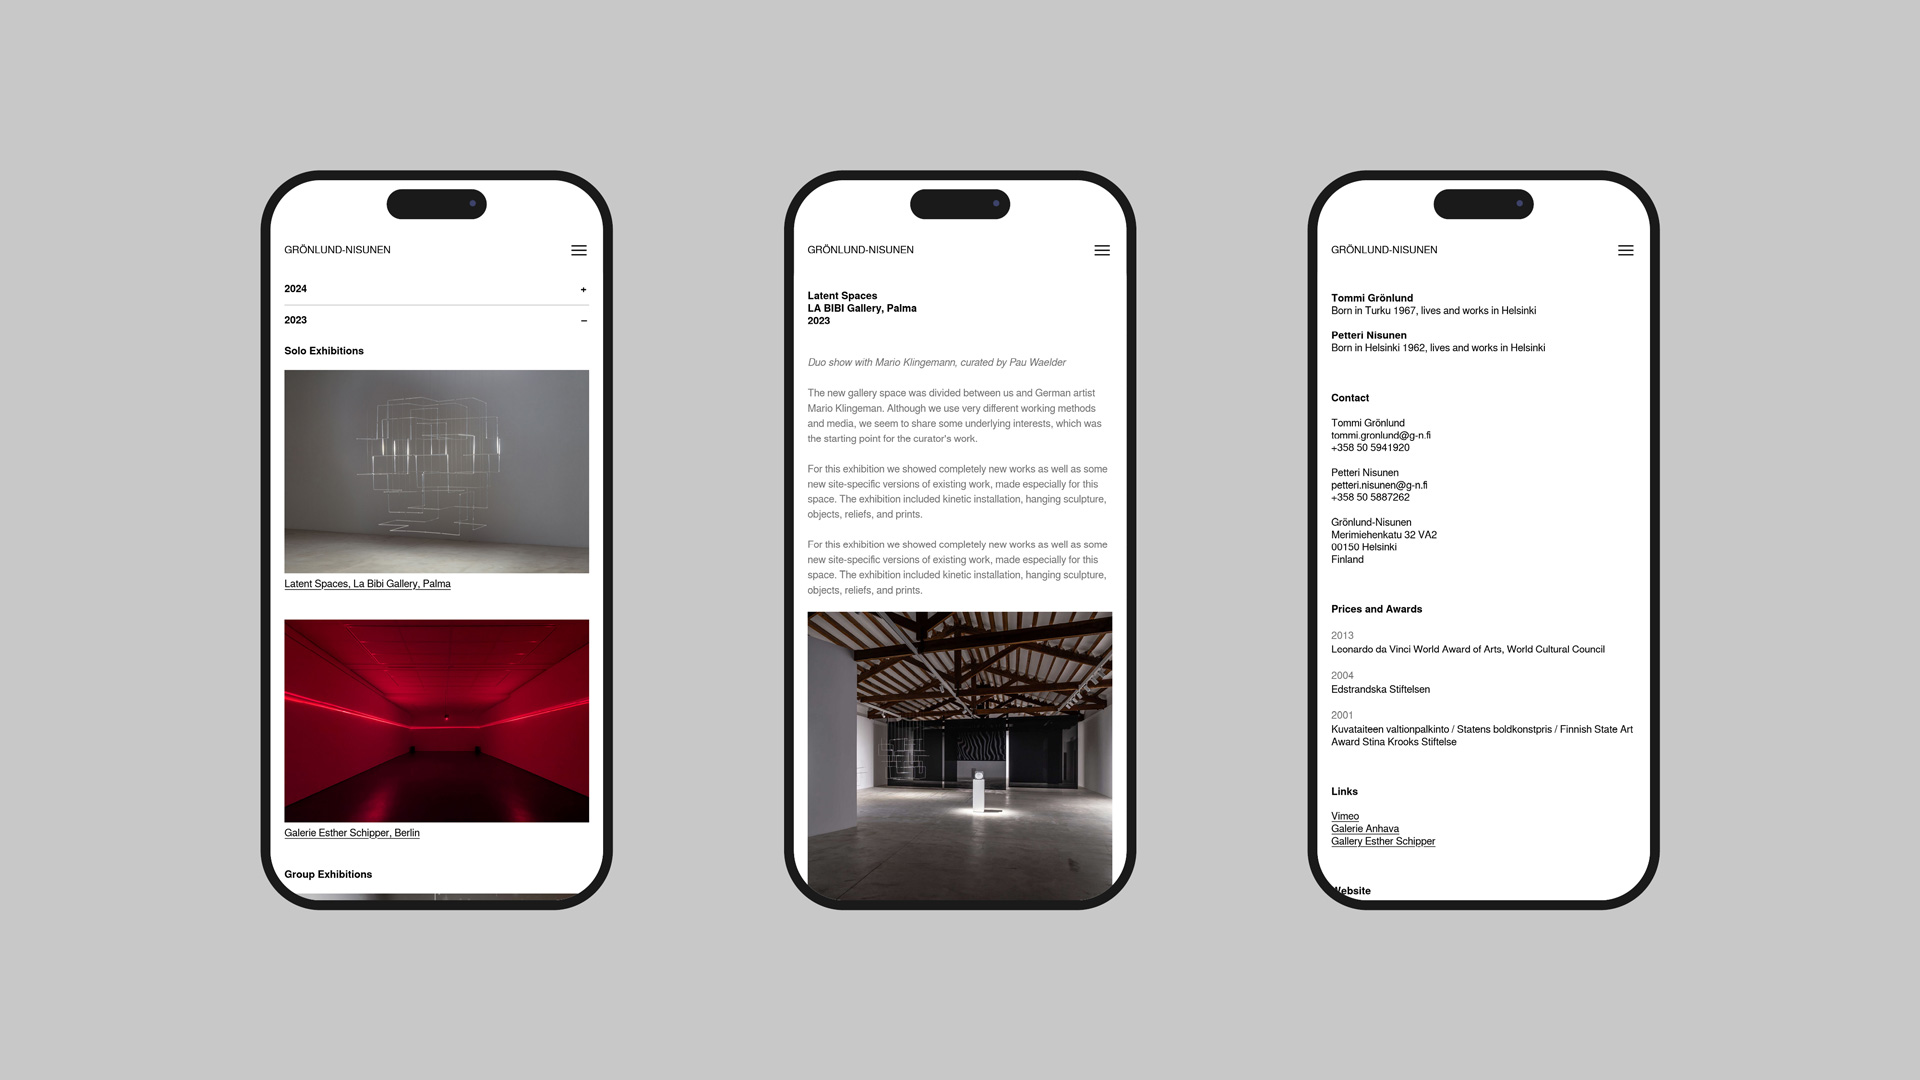 GRÖNLUND-NISUNEN
2024 +
2023 –
Solo Exhibitions
Latent Spaces, La Bibi Gallery, Palma
Galerie Esther Schipper, Berlin
Group Exhibitions
GRÖNLUND-NISUNEN
Latent Spaces
LA BIBI Gallery, Palma
2023
Duo show with Mario Klingemann, curated by Pau Waelder
The new gallery space was divided between us and German artist
Mario Klingeman. Although we use very different working methods
and media, we seem to share some underlying interests, which was
the starting point for the curator's work.
For this exhibition we showed completely new works as well as some
new site-specific versions of existing work, made especially for this
space. The exhibition included kinetic installation, hanging sculpture,
objects, reliefs, and prints.
For this exhibition we showed completely new works as well as some
new site-specific versions of existing work, made especially for this
space. The exhibition included kinetic installation, hanging sculpture,
objects, reliefs, and prints.
GRÖNLUND-NISUNEN
Tommi Grönlund
Born in Turku 1967, lives and works in Helsinki
Petteri Nisunen
Born in Helsinki 1962, lives and works in Helsinki
Contact
Tommi Grönlund
tommi.gronlund@g-n.fi
+358 50 5941920
Petteri Nisunen
petteri.nisunen@g-n.fi
+358 50 5887262
Grönlund-Nisunen
Merimiehenkatu 32 VA2
00150 Helsinki
Finland
Prices and Awards
2013
Leonardo da Vinci World Award of Arts, World Cultural Council
2004
Edstrandska Stiftelsen
2001
Kuvataiteen valtionpalkinto / Statens boldkonstpris / Finnish State Art
Award Stina Krooks Stiftelse
Links
Vimeo
Galerie Anhava
Gallery Esther Schipper
Website